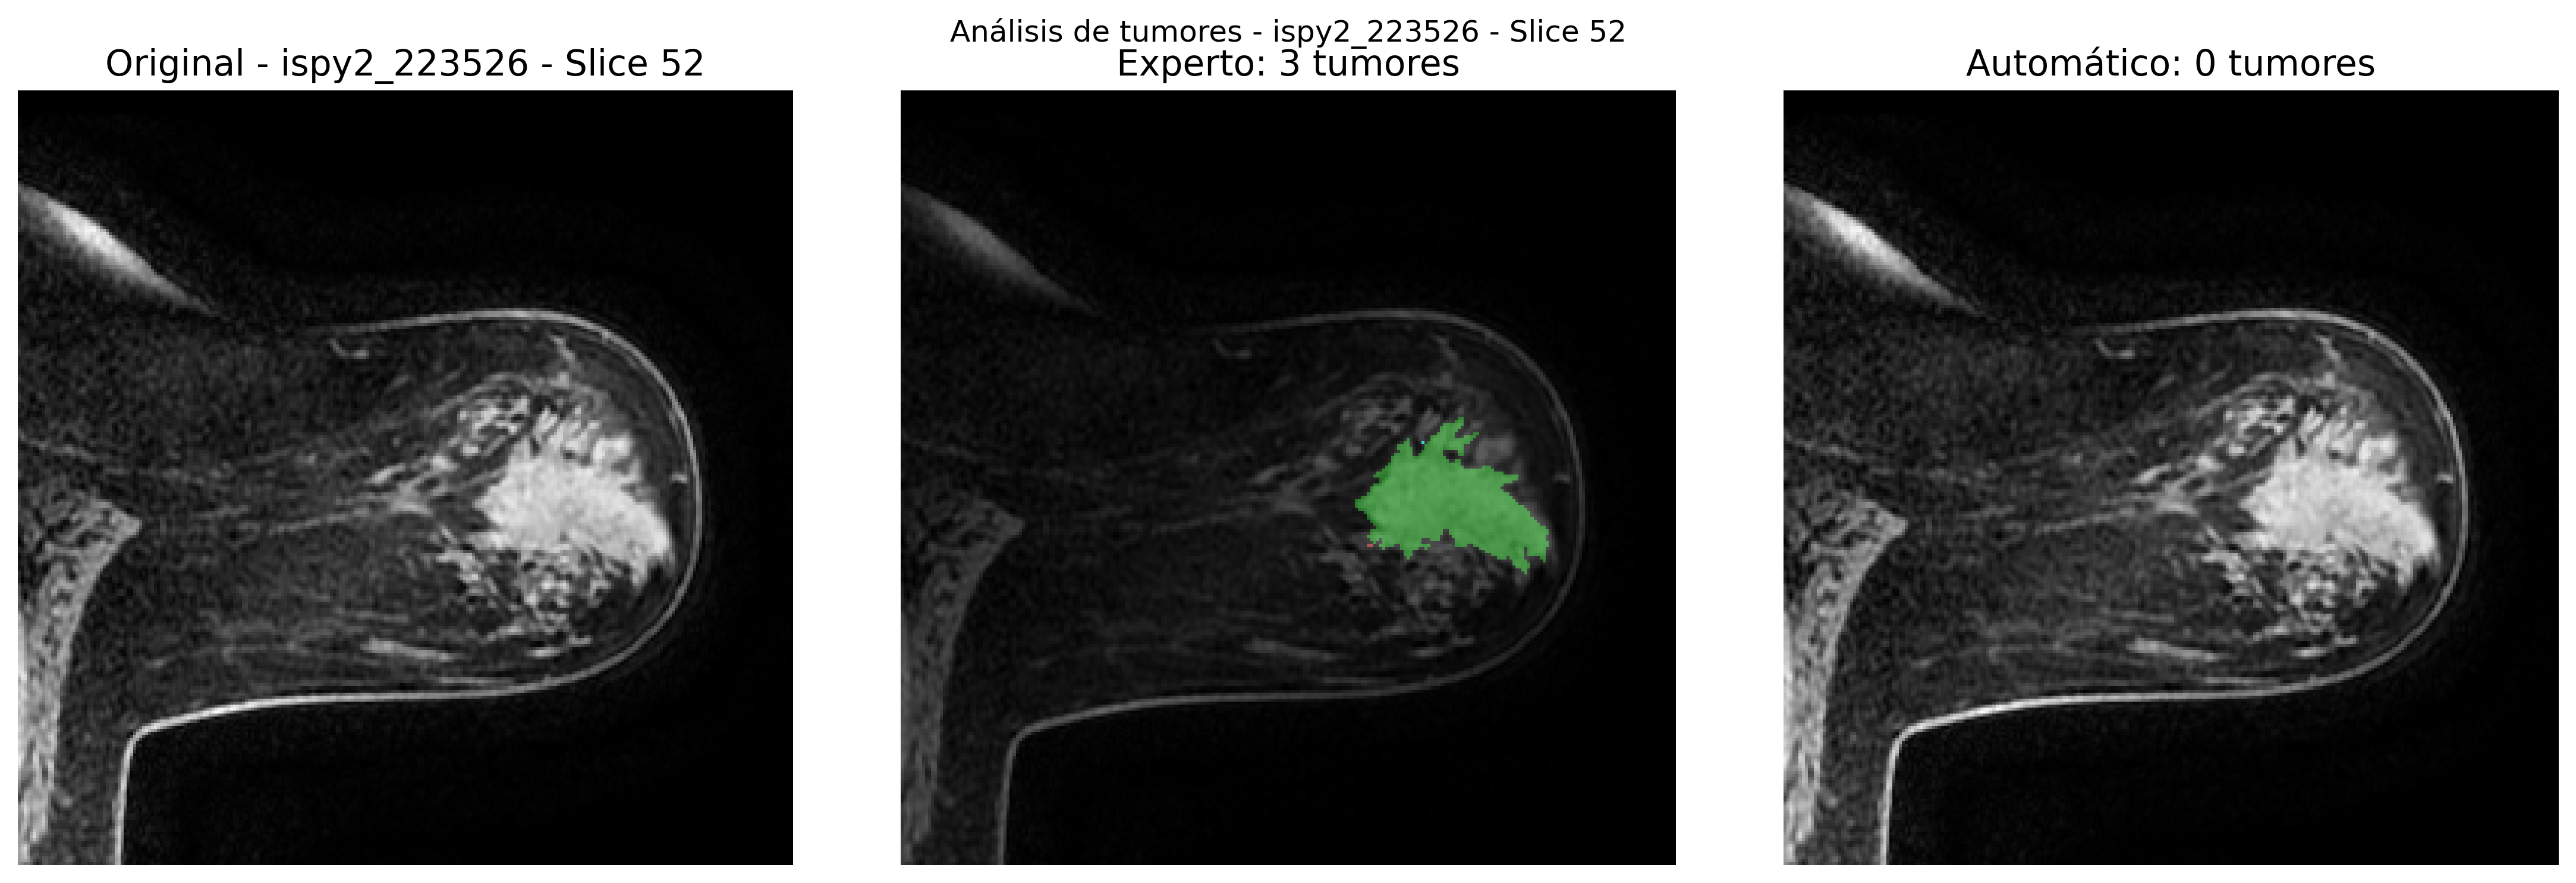 Análisis de tumores - ispy2_223526 - Slice 52
Original - ispy2_223526 - Slice 52
Experto: 3 tumores
Automático: 0 tumores